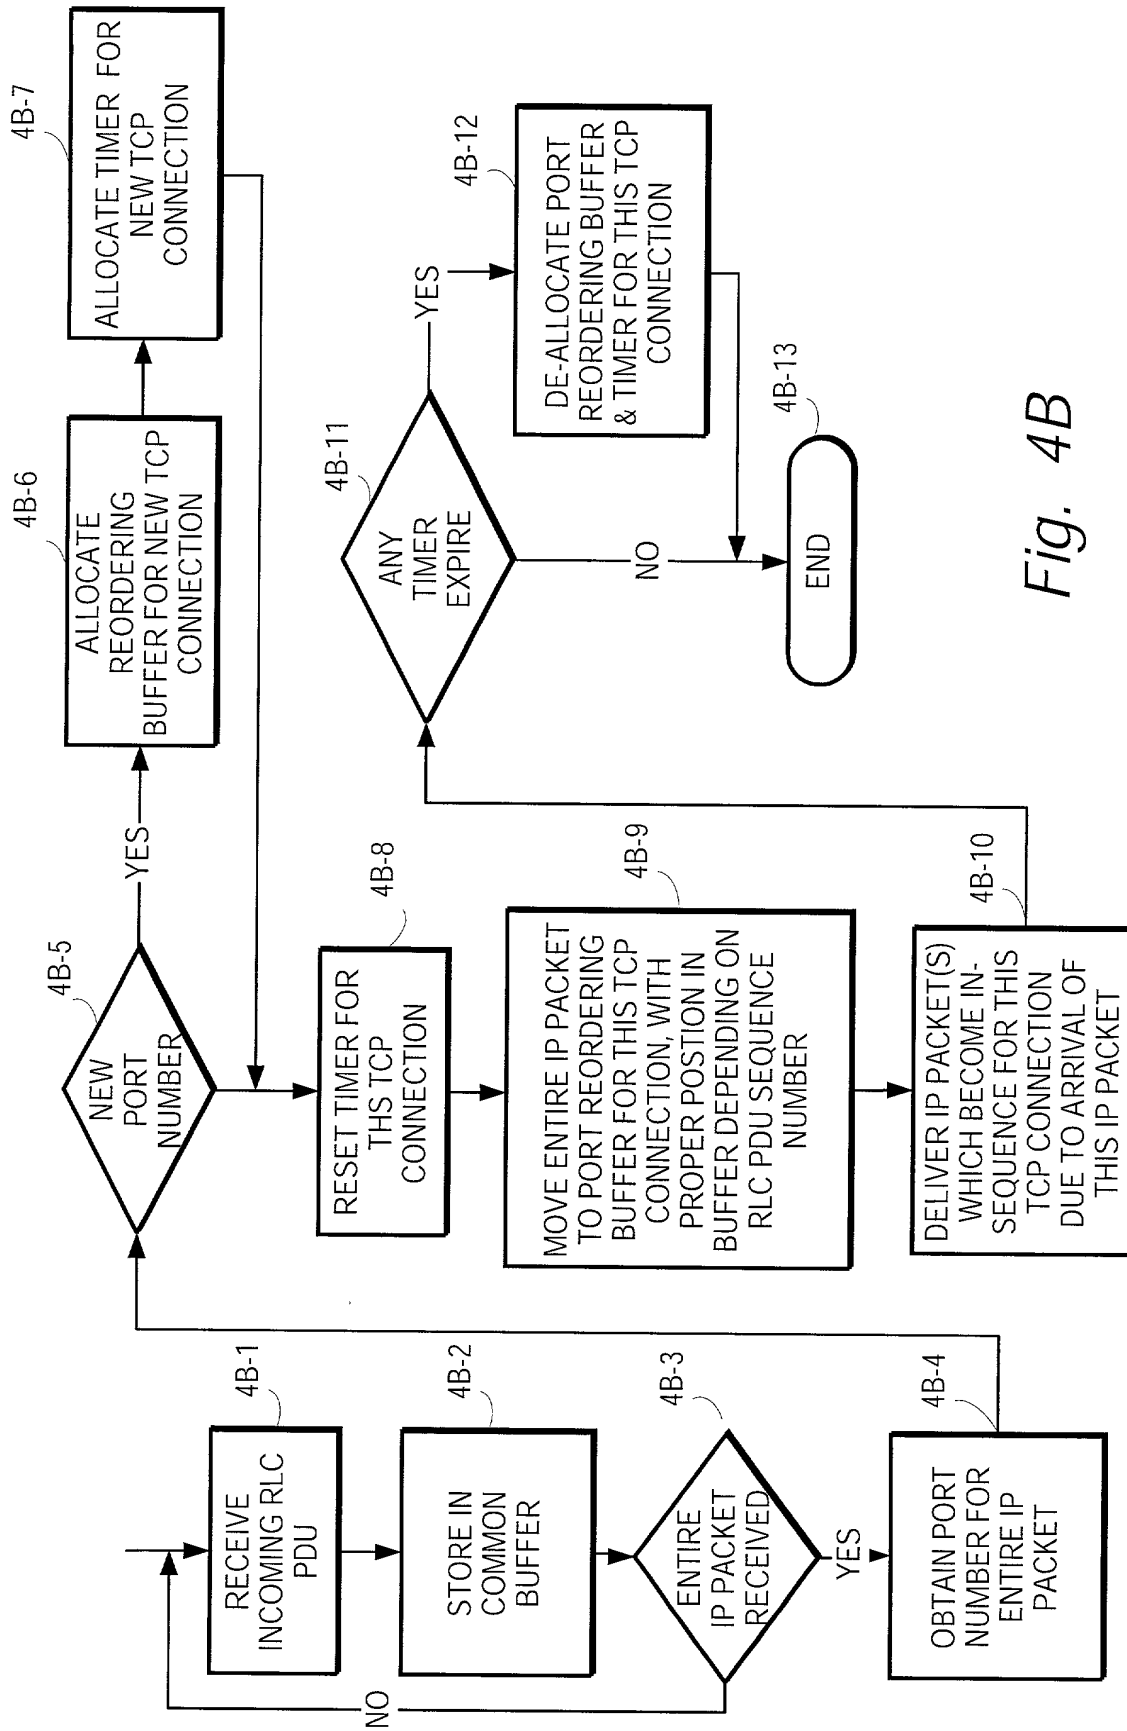 4B-1
RECEIVE
INCOMING RLC
PDU
4B-2
STORE IN
COMMON
BUFFER
4B-3
ENTIRE
IP PACKET
RECEIVED
NO
YES
4B-4
OBTAIN PORT
NUMBER FOR
ENTIRE IP
PACKET
4B-5
NEW
PORT
NUMBER
YES
4B-6
ALLOCATE
REORDERING
BUFFER FOR NEW TCP
CONNECTION
4B-7
ALLOCATE TIMER FOR
NEW TCP
CONNECTION
4B-8
RESET TIMER FOR
THS TCP
CONNECTION
4B-9
MOVE ENTIRE IP PACKET
TO PORT REORDERING
BUFFER FOR THIS TCP
CONNECTION, WITH
PROPER POSTION IN
BUFFER DEPENDING ON
RLC PDU SEQUENCE
NUMBER
4B-10
DELIVER IP PACKET(S)
WHICH BECOME IN-
SEQUENCE FOR THIS
TCP CONNECTION
DUE TO ARRIVAL OF
THIS IP PACKET
4B-11
ANY
TIMER
EXPIRE
YES
NO
4B-12
DE-ALLOCATE PORT
REORDERING BUFFER
& TIMER FOR THIS TCP
CONNECTION
4B-13
END
Fig. 4B